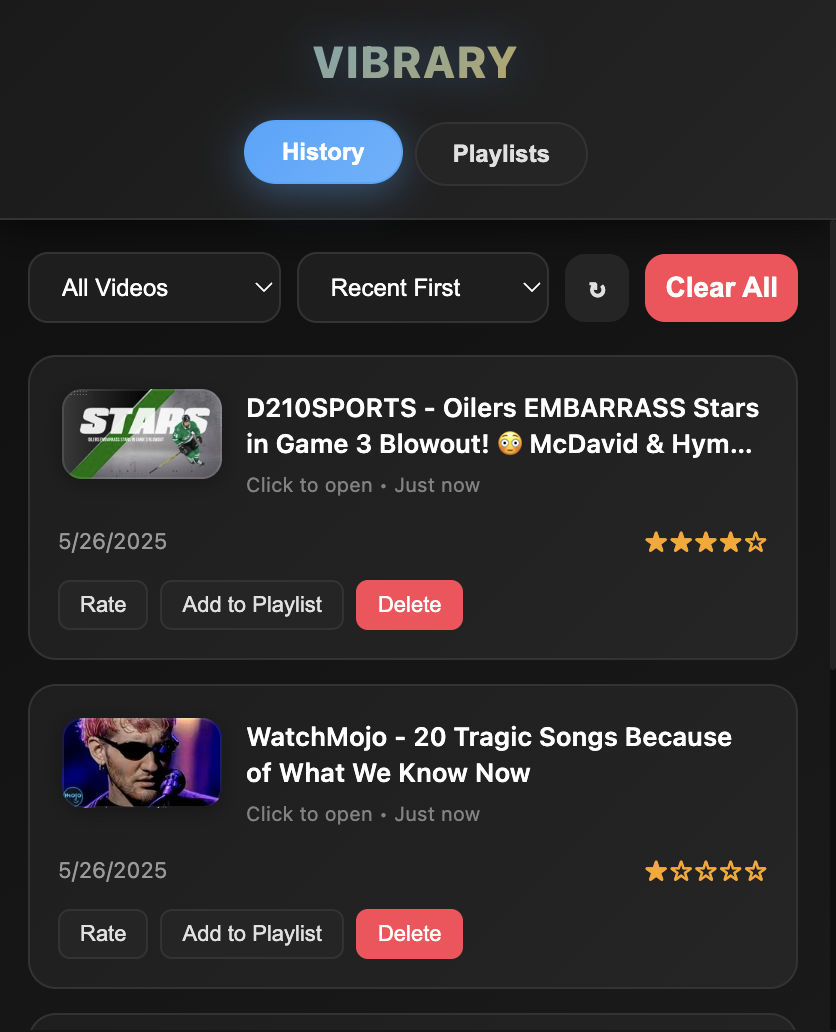 VIBRARY
History
Playlists
All Videos
Recent First
↻
Clear All
STARS
OILERS EMBARRASS STARS IN GAME 3 BLOWOUT
D210SPORTS - Oilers EMBARRASS Stars
in Game 3 Blowout! 😳 McDavid & Hym...
Click to open • Just now
5/26/2025
★★★★☆
Rate
Add to Playlist
Delete
mojo
WatchMojo - 20 Tragic Songs Because
of What We Know Now
Click to open • Just now
5/26/2025
★☆☆☆☆
Rate
Add to Playlist
Delete